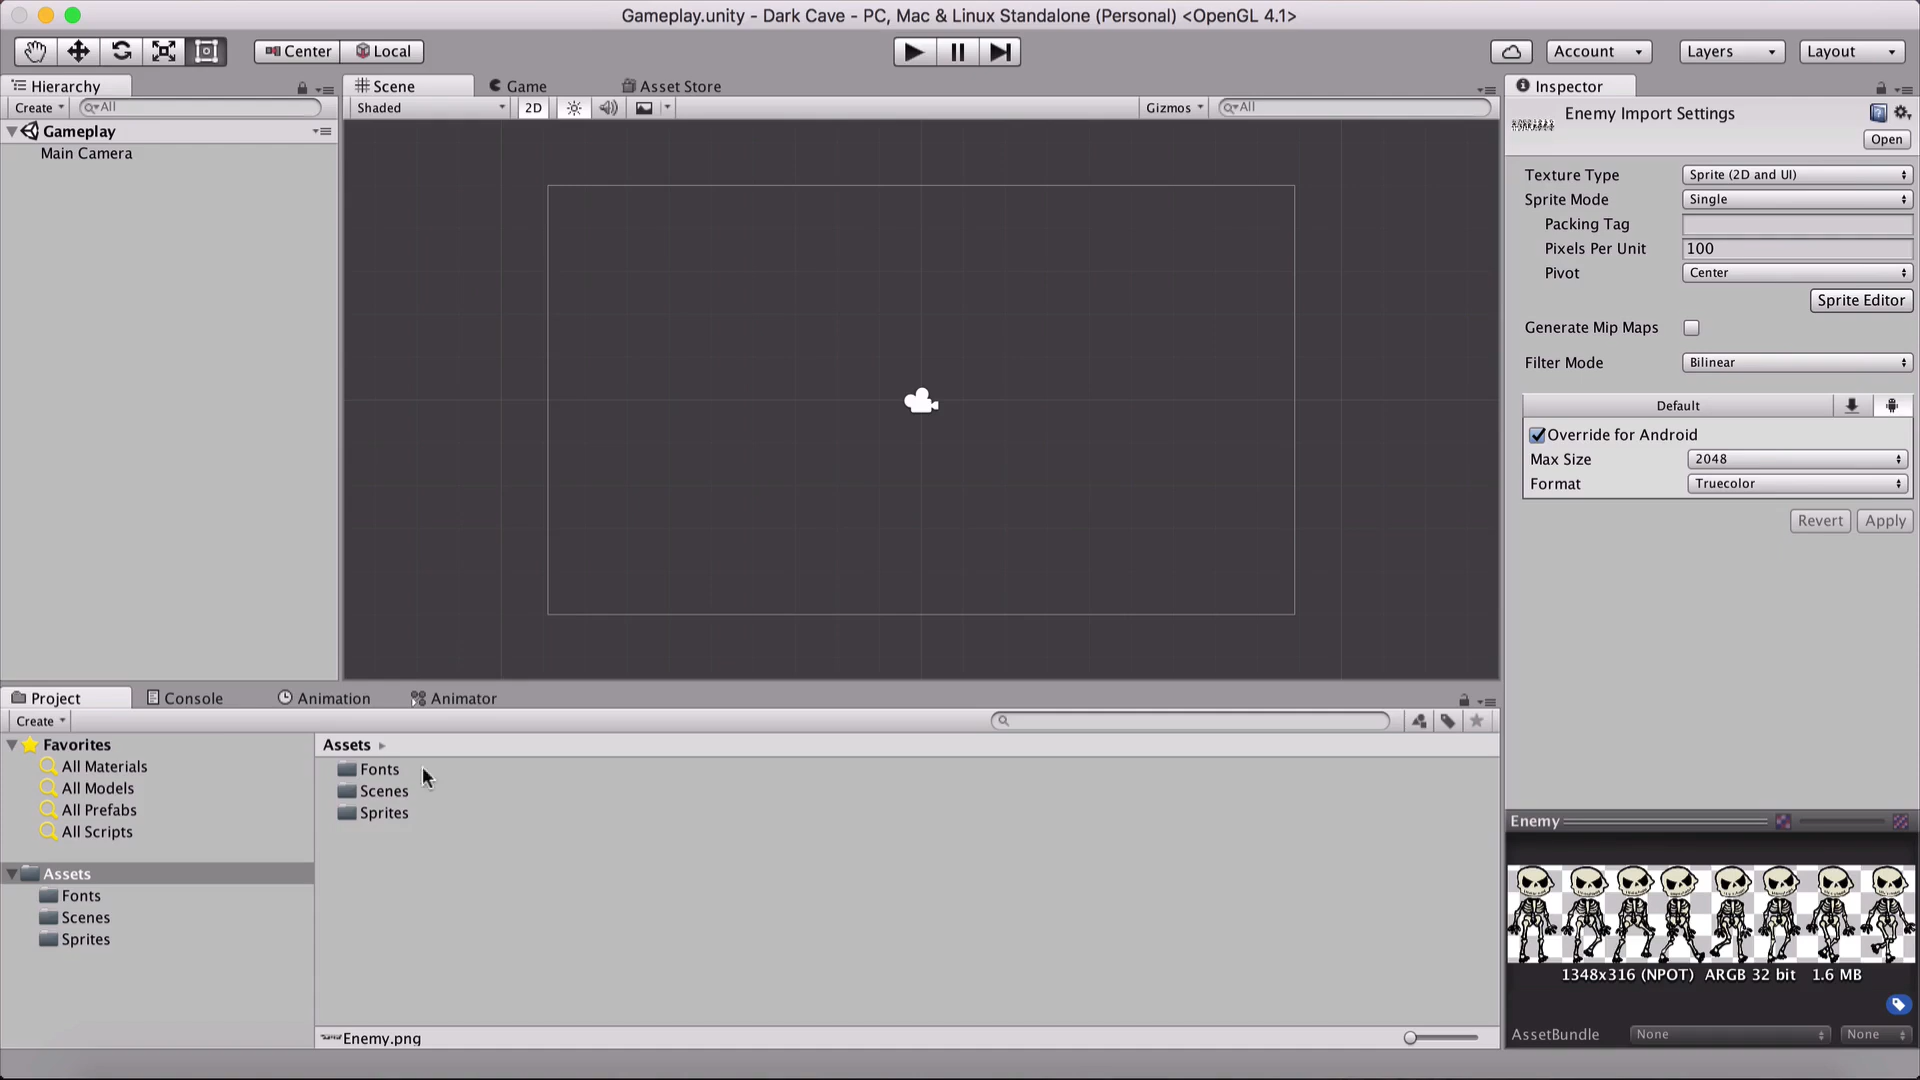 Gameplay.unity - Dark Cave - PC, Mac & Linux Standalone (Personal) <OpenGL 4.1>
Center Local
Account Layers Layout
Hierarchy
Create All
Gameplay
Main Camera
Scene Game Asset Store
Shaded 2D Gizmos All
Inspector
Enemy Import Settings
Open
Texture Type Sprite (2D and UI)
Sprite Mode Single
Packing Tag
Pixels Per Unit 100
Pivot Center
Sprite Editor
Generate Mip Maps
Filter Mode Bilinear
Default
Override for Android
Max Size 2048
Format Truecolor
Revert Apply
Project Console Animation Animator
Create
Favorites
All Materials
All Models
All Prefabs
All Scripts
Assets
Fonts
Scenes
Sprites
Assets
Fonts
Scenes
Sprites
Enemy.png
Enemy
1348x316 (NPOT) ARGB 32 bit 1.6 MB
AssetBundle None None